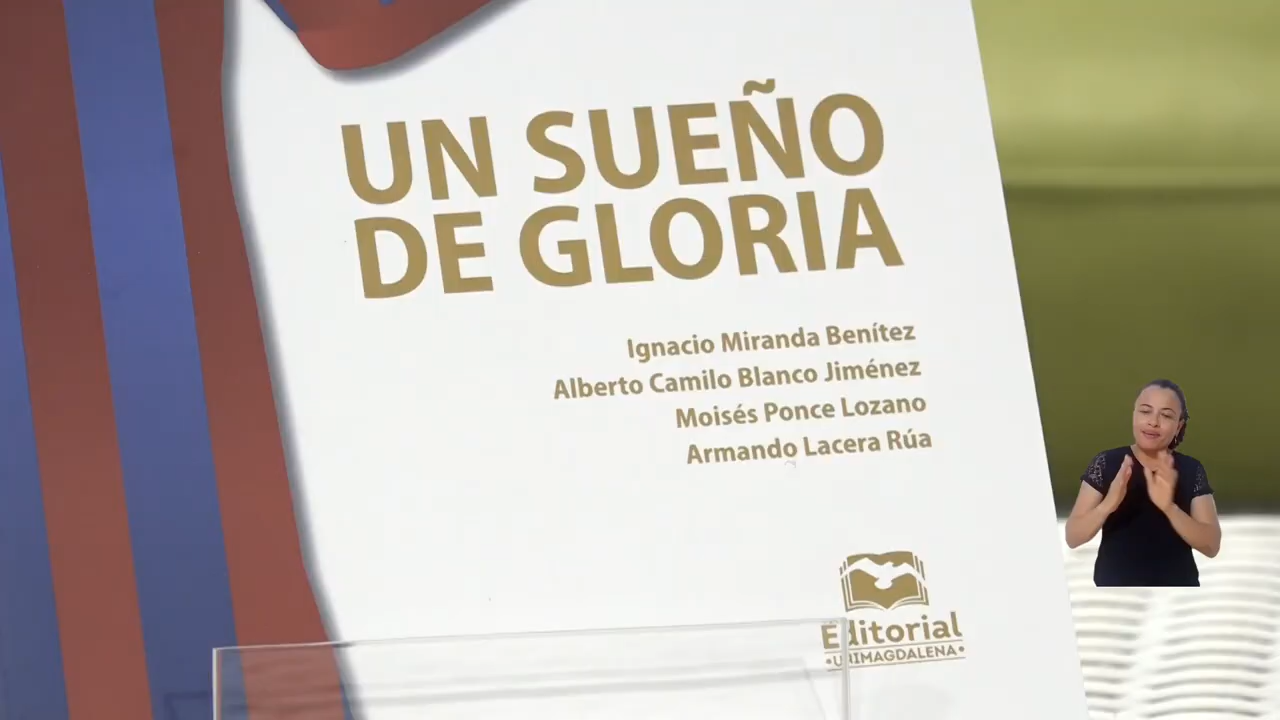 UN SUEÑO
DE GLORIA
Ignacio Miranda Benítez
Alberto Camilo Blanco Jiménez
Moisés Ponce Lozano
Armando Lacera Rúa
Editorial
•UNIMAGDALENA•